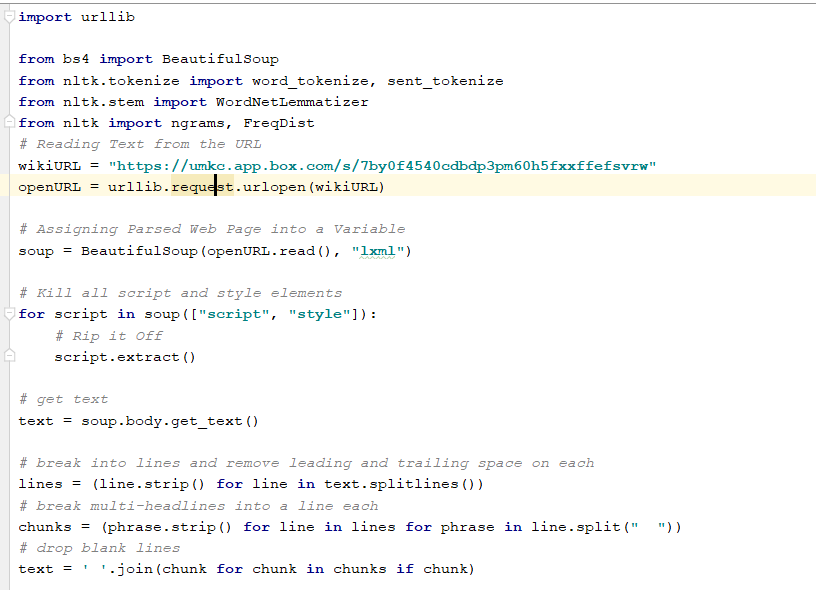 import urllib
from bs4 import BeautifulSoup
from nltk.tokenize import word_tokenize, sent_tokenize
from nltk.stem import WordNetLemmatizer
from nltk import ngrams, FreqDist
# Reading Text from the URL
wikiURL = "https://umkc.app.box.com/s/7by0f4540cdbdp3pm60h5fxxffefsvrw"
openURL = urllib.request.urlopen(wikiURL)
# Assigning Parsed Web Page into a Variable
soup = BeautifulSoup(openURL.read(), "lxml")
# Kill all script and style elements
for script in soup(["script", "style"]):
    # Rip it Off
    script.extract()
# get text
text = soup.body.get_text()
# break into lines and remove leading and trailing space on each
lines = (line.strip() for line in text.splitlines())
# break multi-headlines into a line each
chunks = (phrase.strip() for line in lines for phrase in line.split("  "))
# drop blank lines
text = ' '.join(chunk for chunk in chunks if chunk)